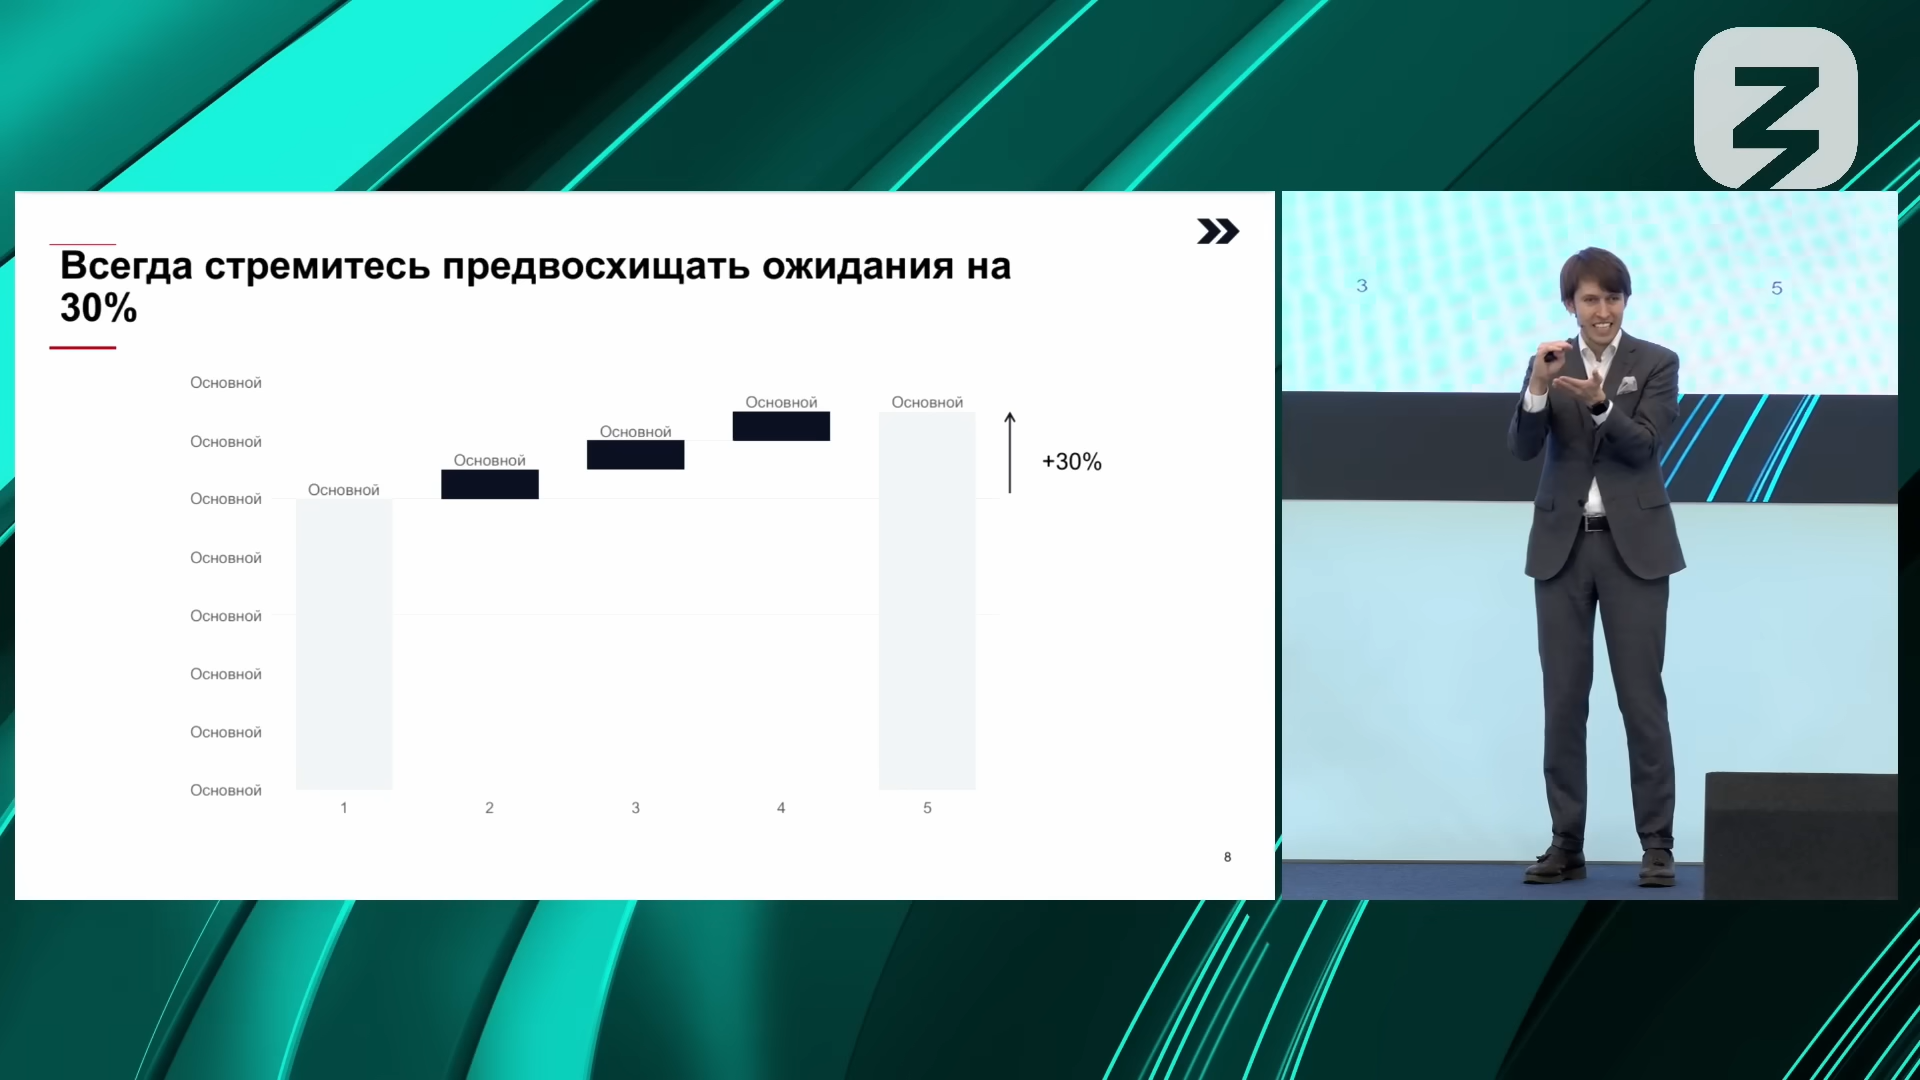 Всегда стремитесь предвосхищать ожидания на
30%
Основной
Основной
Основной
Основной
Основной
Основной
Основной
Основной
Основной
Основной
Основной
Основной
Основной
+30%
1
2
3
4
5
8
3
5